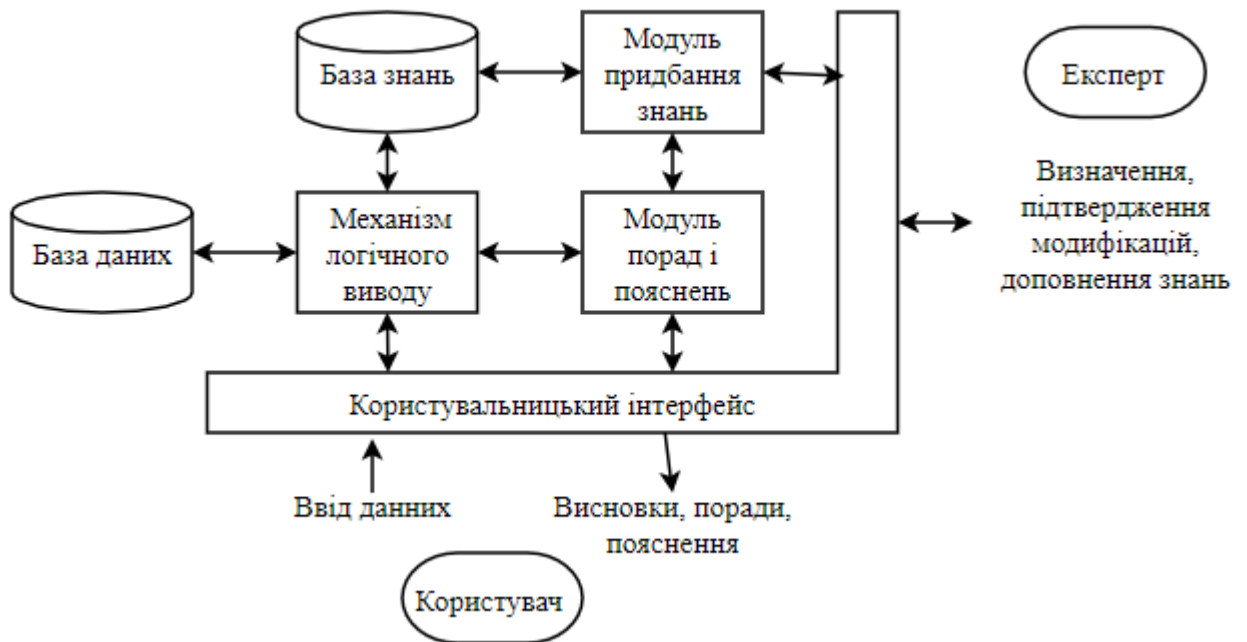 База знань
Модуль
придбання
знань
Експерт
Визначення,
підтвердження
модифікацій,
доповнення знань
База даних
Механізм
логічного
виводу
Модуль
порад і
пояснень
Користувальницький інтерфейс
Ввід данних
Висновки, поради,
пояснення
Користувач